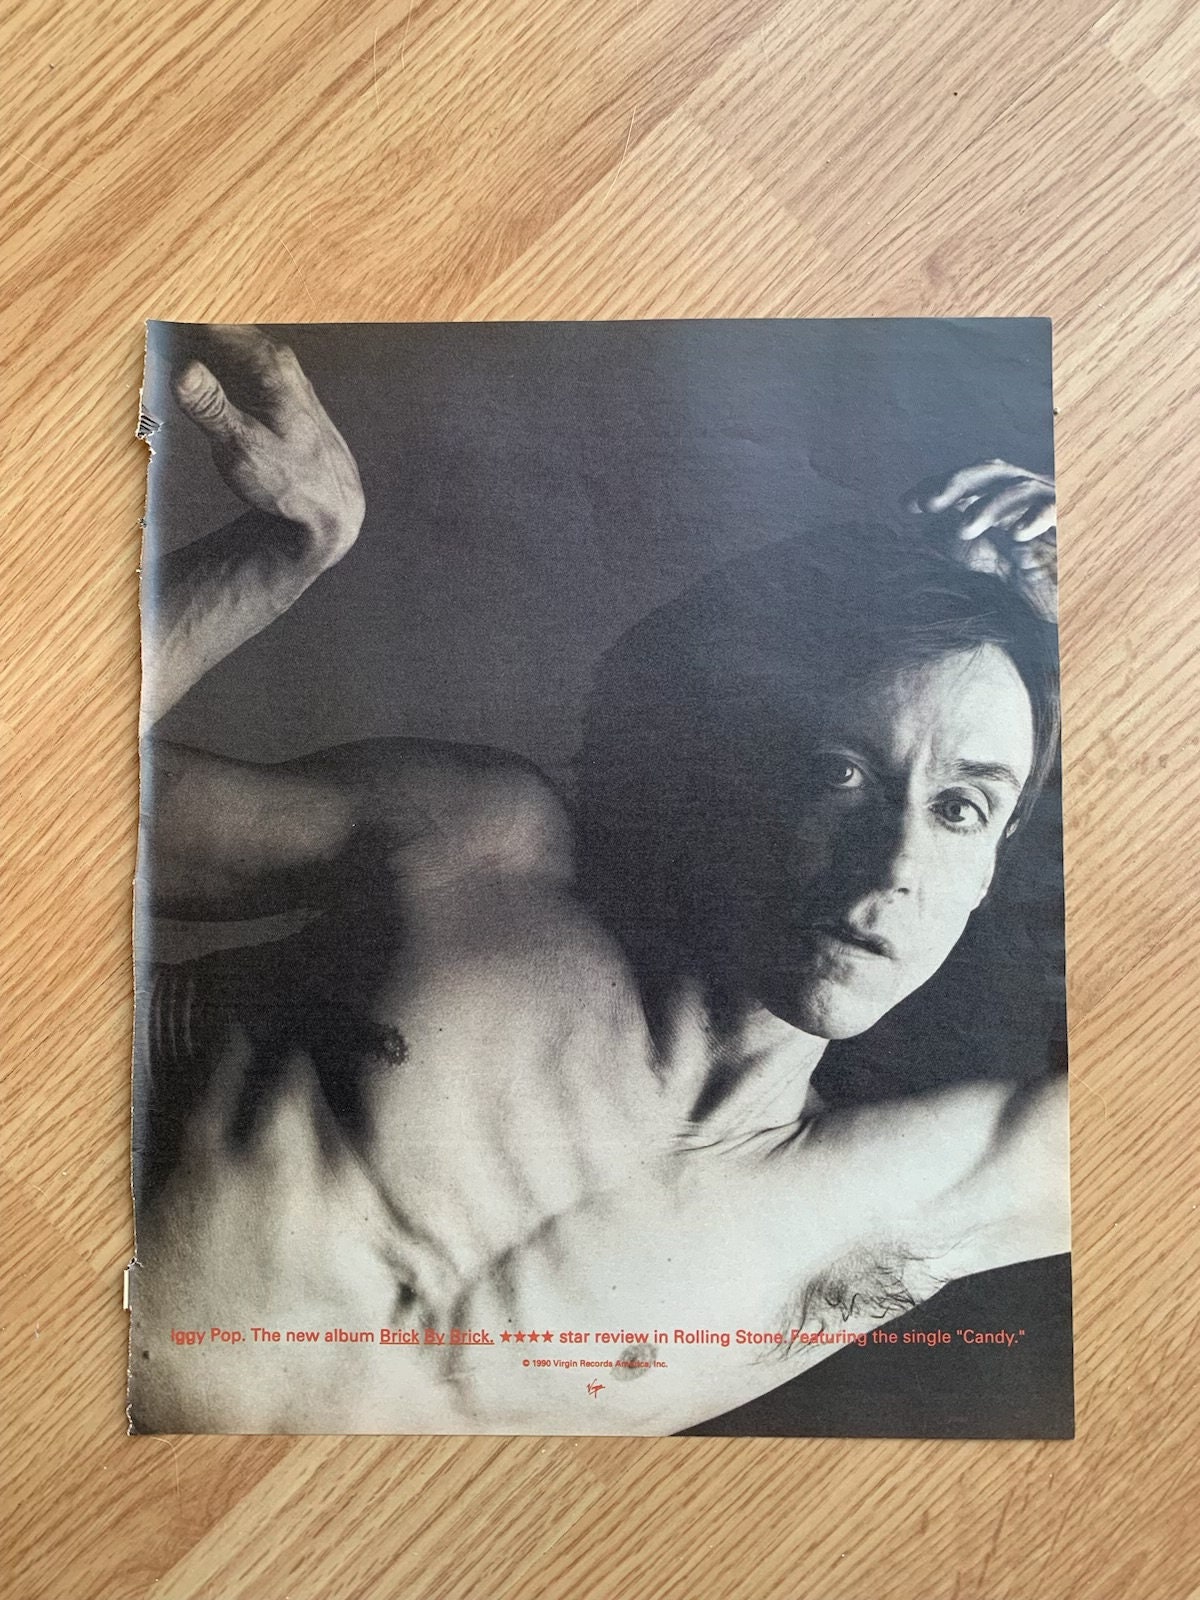 Iggy Pop. The new album Brick By Brick. ★★★★ star review in Rolling Stone. Featuring the single "Candy."
© 1990 Virgin Records America, Inc.
Virgin